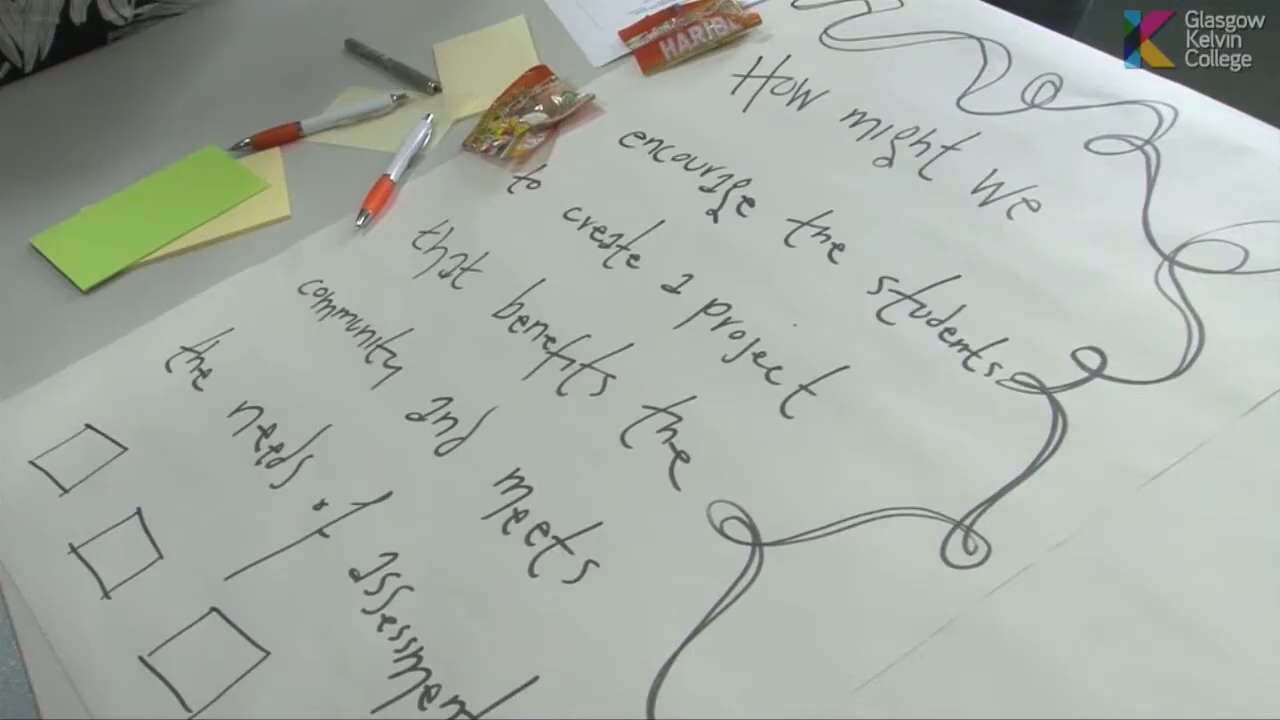 How might we
encourage the students
to create a project
that benefits the
community and meets
the needs of
assessment
HARIBO
Glasgow
Kelvin
College